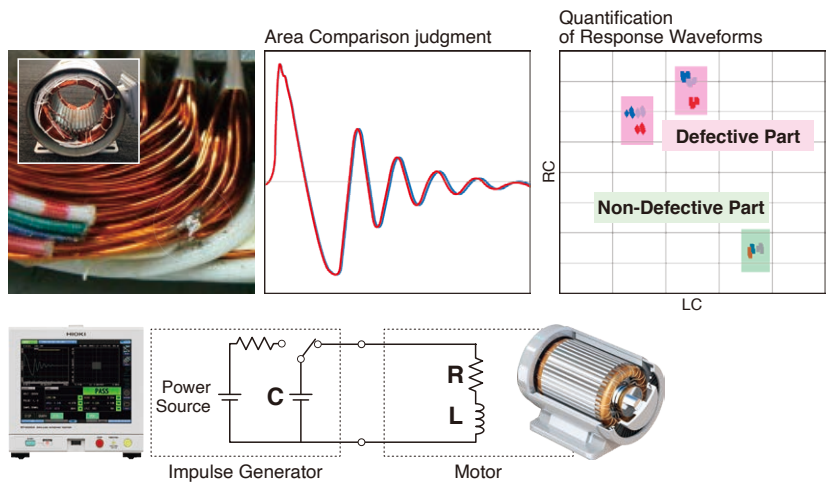 Area Comparison judgment
Quantification
of Response Waveforms
RC
Defective Part
Non-Defective Part
LC
HIOKI
PASS
Power
Source
C
R
L
Impulse Generator
Motor